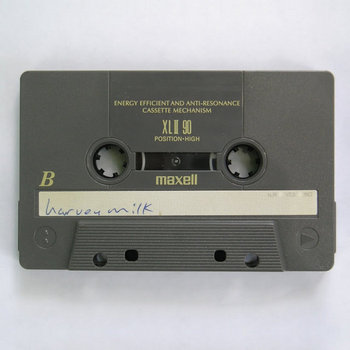 ENERGY EFFICIENT AND ANTI-RESONANCE
CASSETTE MECHANISM
XLII 90
POSITION•HIGH
B
maxell
harvey milk